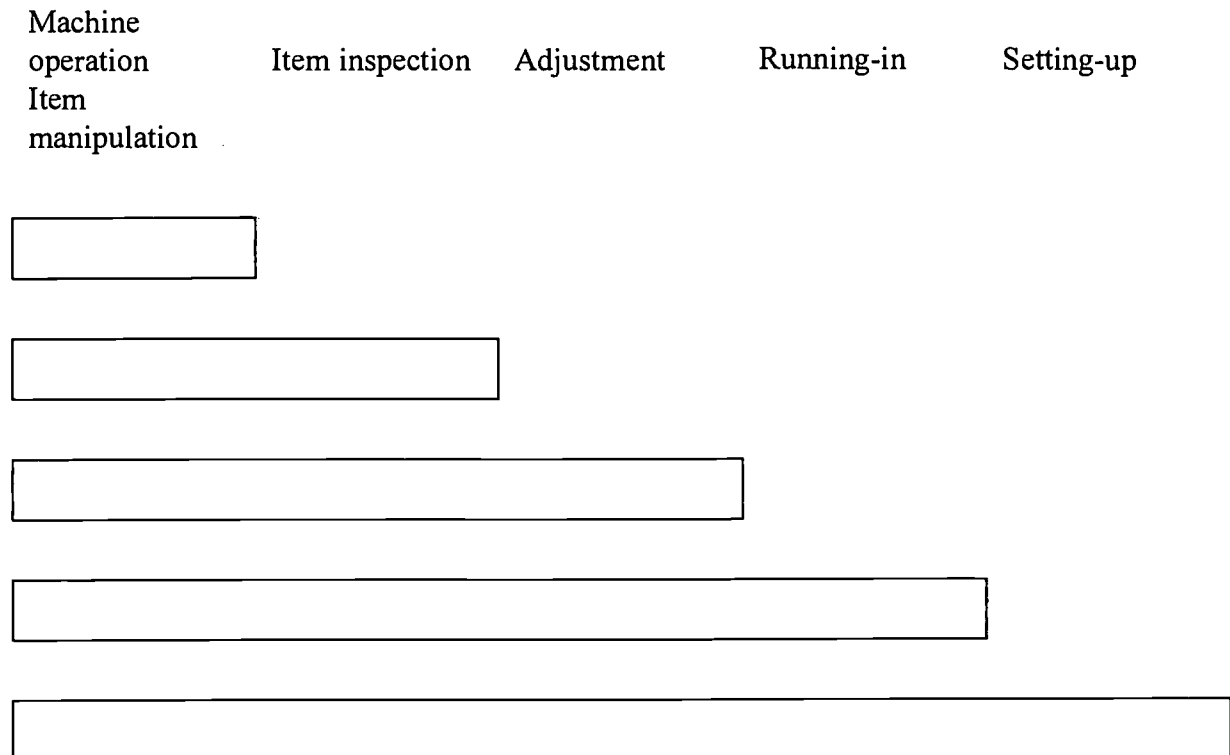 Machine
operation
Item
manipulation
Item inspection
Adjustment
Running-in
Setting-up